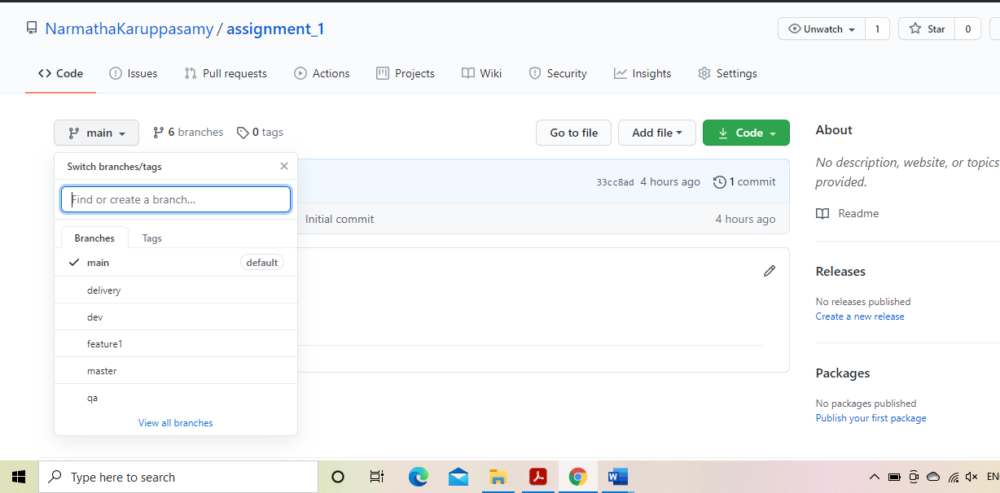 NarmathaKaruppasamy / assignment_1
Unwatch 1 Star 0
Code Issues Pull requests Actions Projects Wiki Security Insights Settings
main 6 branches 0 tags Go to file Add file Code
Switch branches/tags
Find or create a branch...
Branches Tags
main default
delivery
dev
feature1
master
qa
View all branches
33cc8ad 4 hours ago 1 commit
Initial commit 4 hours ago
About
No description, website, or topics
provided.
Readme
Releases
No releases published
Create a new release
Packages
No packages published
Publish your first package
Type here to search
EN